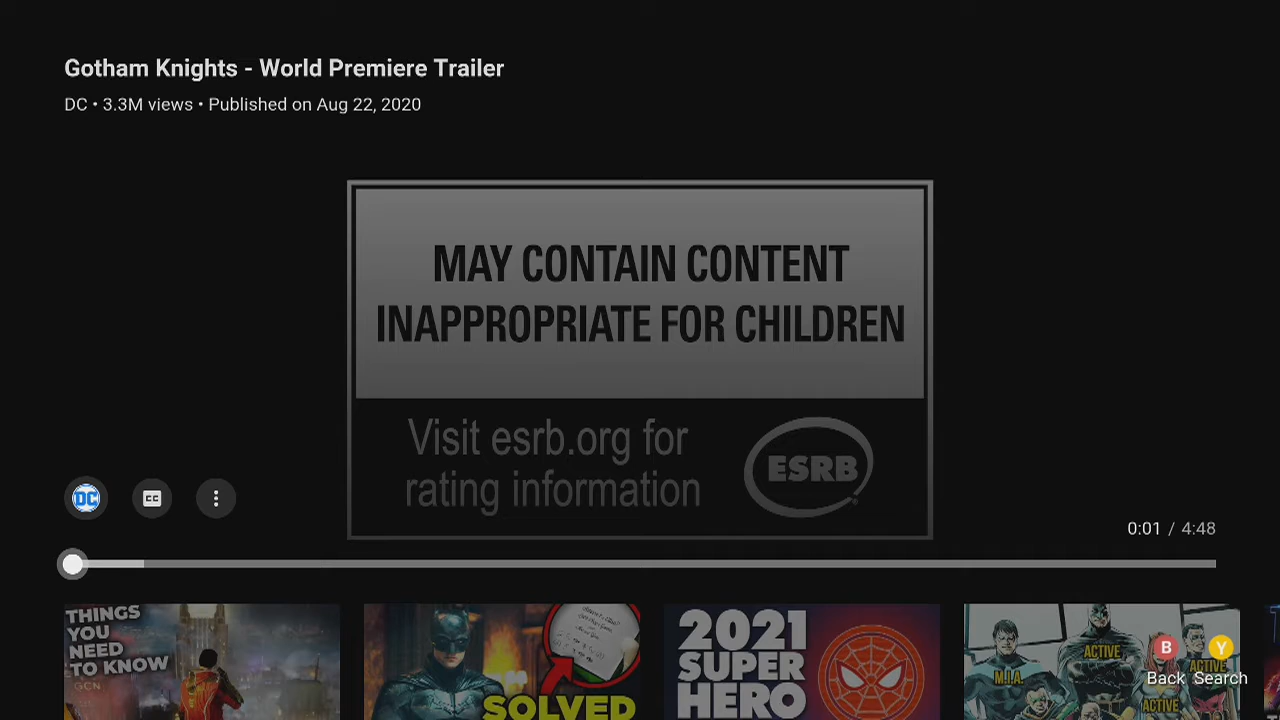 Gotham Knights - World Premiere Trailer
DC • 3.3M views • Published on Aug 22, 2020
MAY CONTAIN CONTENT
INAPPROPRIATE FOR CHILDREN
Visit esrb.org for
rating information
ESRB
DC
CC
0:01 / 4:48
THINGS
YOU
NEED
TO KNOW
GCN
SOLVED
2021
SUPER
HERO
M.I.A.
ACTIVE
ACTIVE
ACTIVE
B
Y
Back
Search